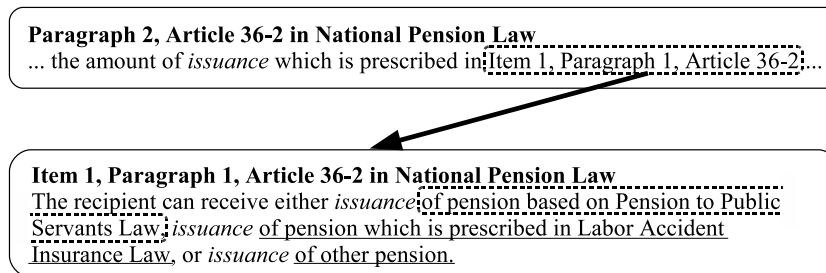 Paragraph 2, Article 36-2 in National Pension Law
... the amount of issuance which is prescribed in Item 1, Paragraph 1, Article 36-2 ...
Item 1, Paragraph 1, Article 36-2 in National Pension Law
The recipient can receive either issuance of pension based on Pension to Public
Servants Law, issuance of pension which is prescribed in Labor Accident
Insurance Law, or issuance of other pension.